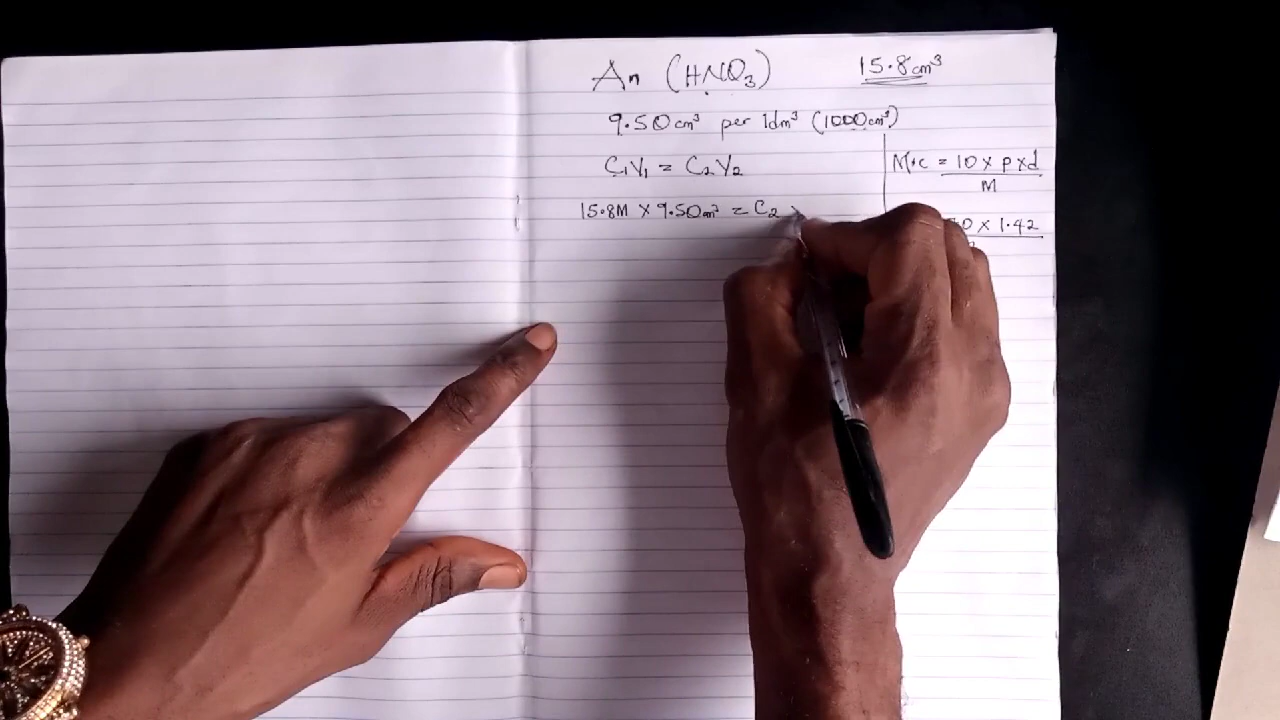 An (HNO3) 15.8cm³
9.50cm³ per 1dm³ (1000cm³)
C1V1 = C2V2
15.8M × 9.50cm³ = C2 ×
M.c = 10 × p × d
M
0 × 1.42